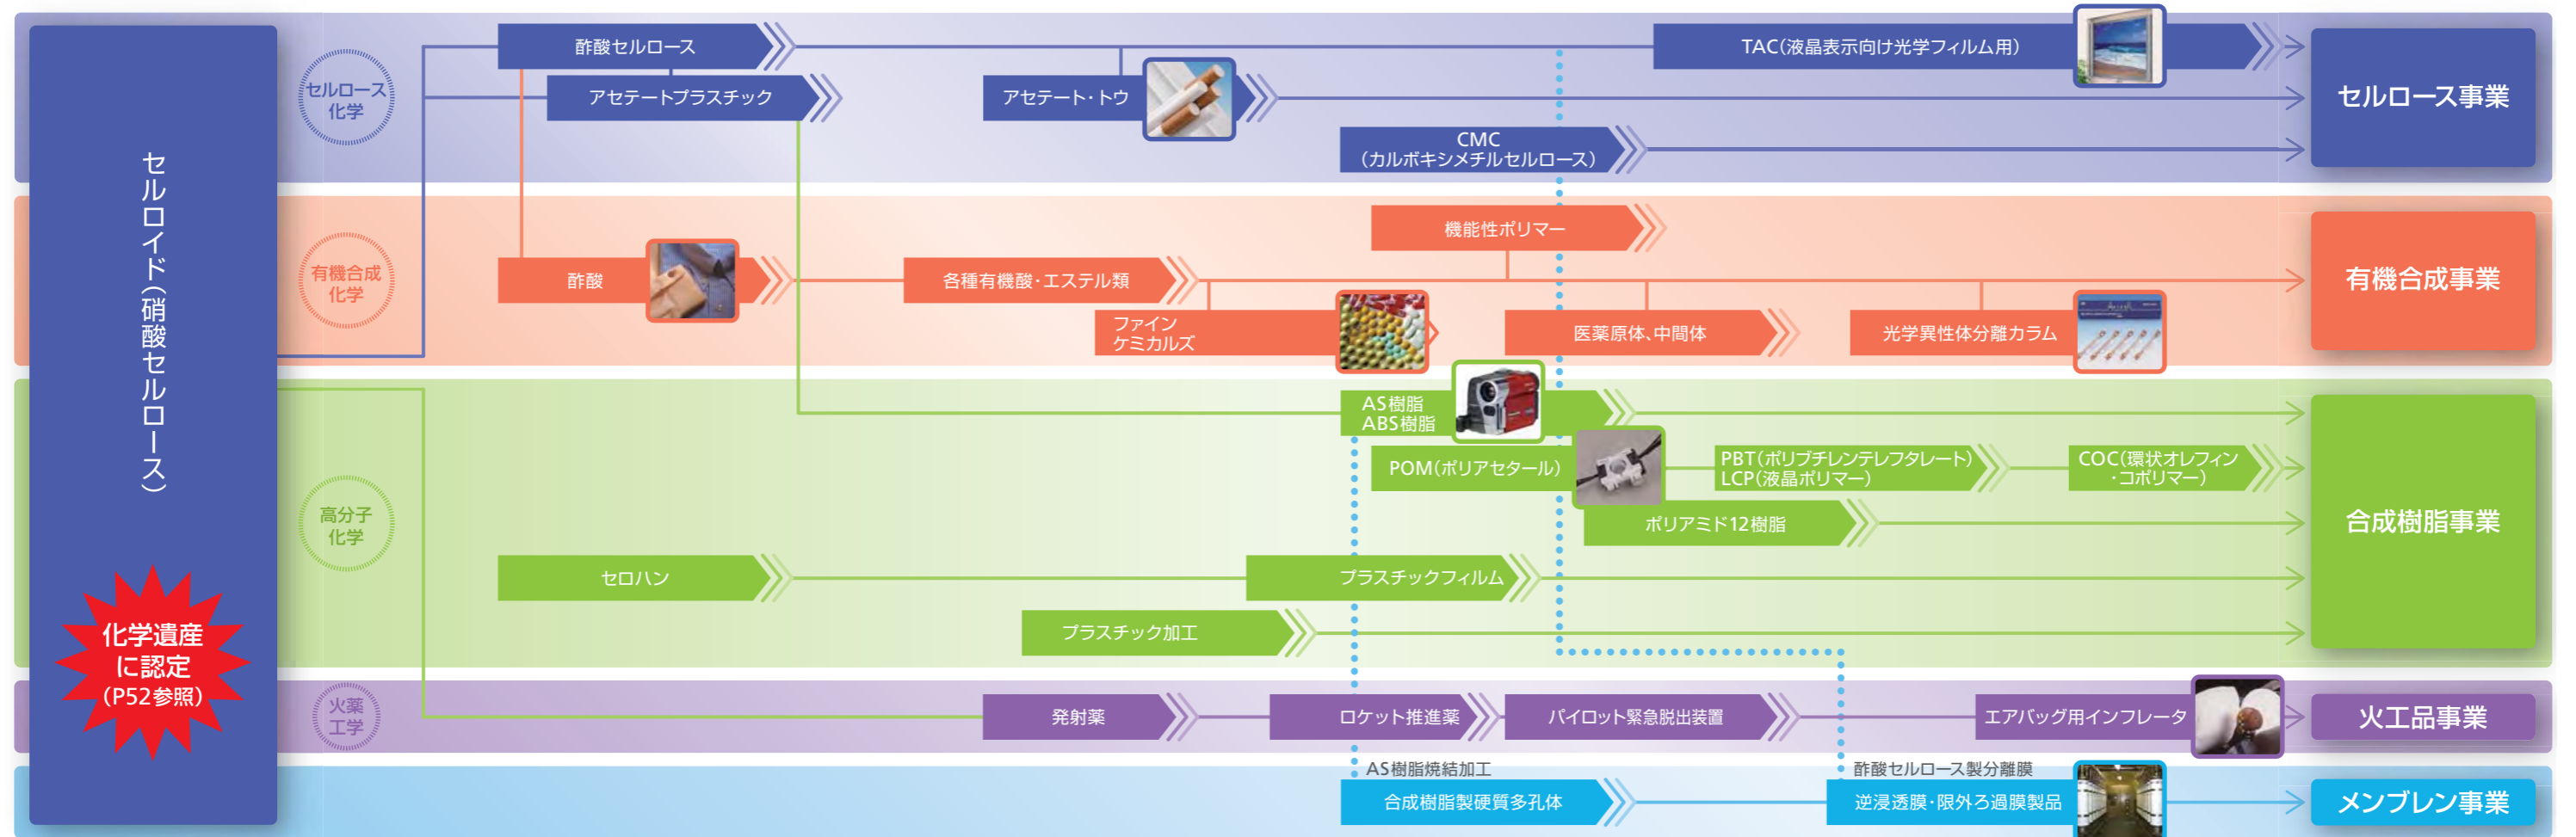 セルロイド（硝酸セルロース）
化学遺産
に認定
（P52参照）
セルロース
化学
酢酸セルロース
TAC（液晶表示向け光学フィルム用）
アセテートプラスチック
アセテート・トウ
CMC
（カルボキシメチルセルロース）
セルロース事業
有機合成
化学
機能性ポリマー
酢酸
各種有機酸・エステル類
ファイン
ケミカルズ
医薬原体、中間体
光学異性体分離カラム
有機合成事業
高分子
化学
AS樹脂
ABS樹脂
POM（ポリアセタール）
PBT（ポリブチレンテレフタレート）
LCP（液晶ポリマー）
COC（環状オレフィン
・コポリマー）
ポリアミド12樹脂
セロハン
プラスチックフィルム
プラスチック加工
合成樹脂事業
火薬
工学
発射薬
ロケット推進薬
パイロット緊急脱出装置
エアバッグ用インフレータ
火工品事業
AS樹脂焼結加工
合成樹脂製硬質多孔体
酢酸セルロース製分離膜
逆浸透膜・限外ろ過膜製品
メンブレン事業